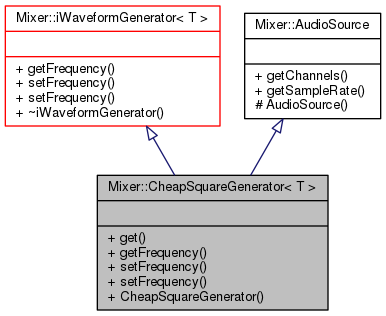 Mixer::iWaveformGenerator< T >
+ getFrequency()
+ setFrequency()
+ setFrequency()
+ ~iWaveformGenerator()
Mixer::AudioSource
+ getChannels()
+ getSampleRate()
# AudioSource()
Mixer::CheapSquareGenerator< T >
+ get()
+ getFrequency()
+ setFrequency()
+ setFrequency()
+ CheapSquareGenerator()